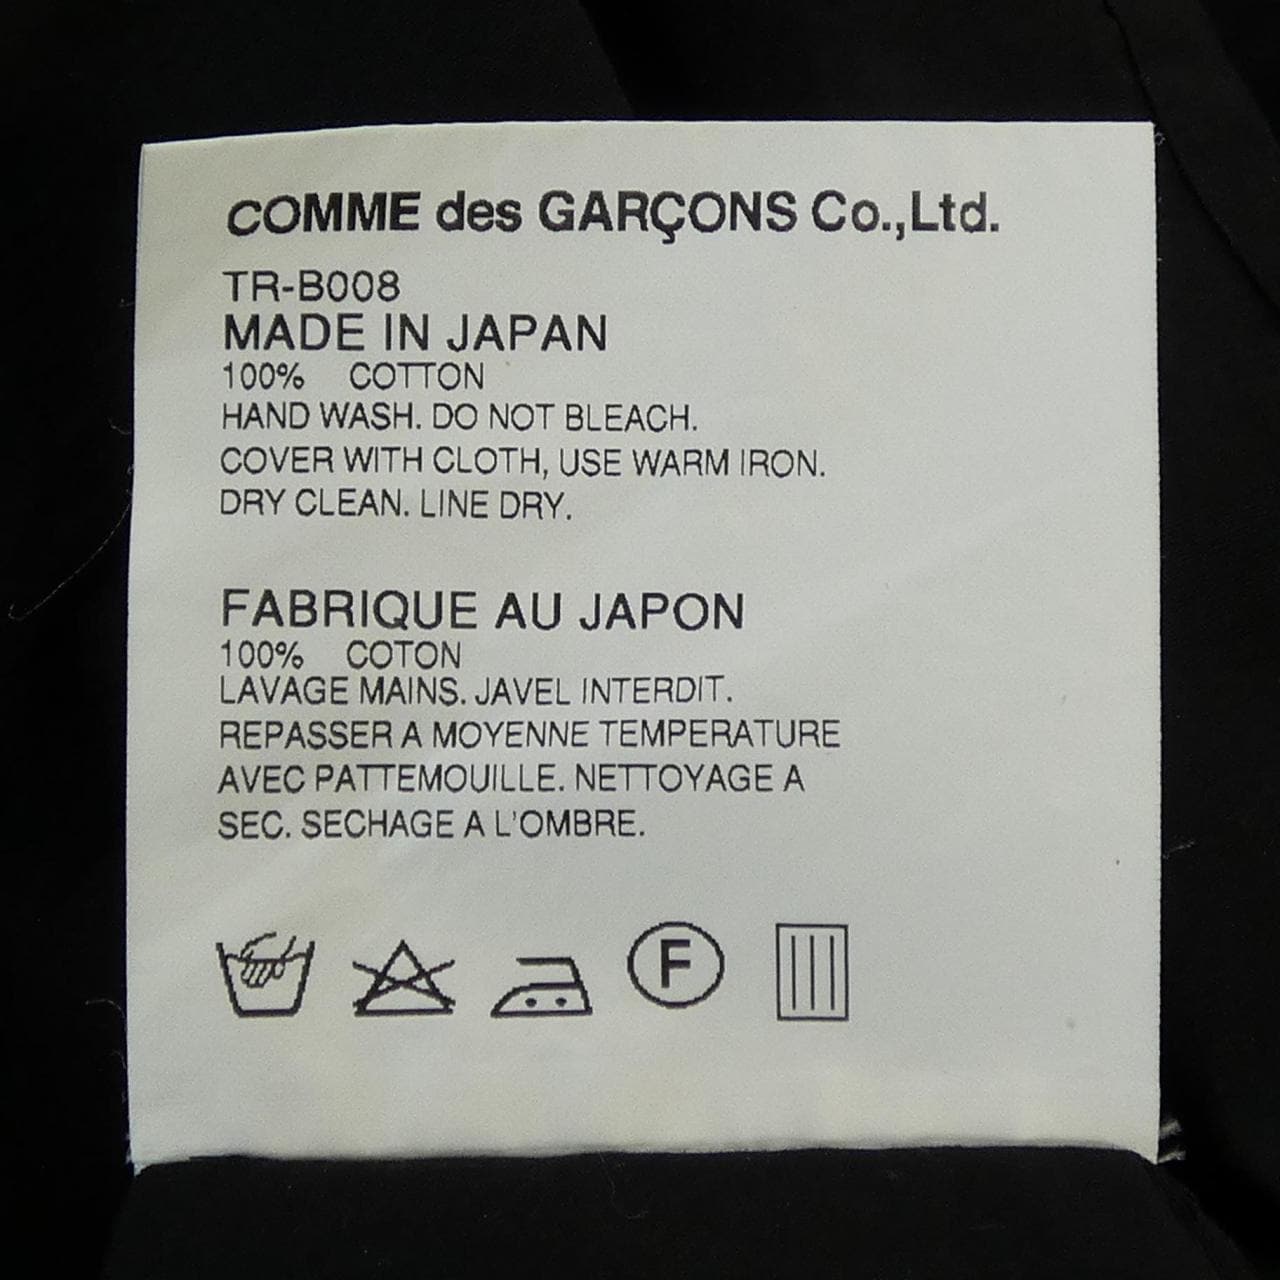 COMME des GARÇONS Co.,Ltd.
TR-B008
MADE IN JAPAN
100% COTTON
HAND WASH. DO NOT BLEACH.
COVER WITH CLOTH, USE WARM IRON.
DRY CLEAN. LINE DRY.
FABRIQUE AU JAPON
100% COTON
LAVAGE MAINS. JAVEL INTERDIT.
REPASSER A MOYENNE TEMPERATURE
AVEC PATTEMOUILLE. NETTOYAGE A
SEC. SECHAGE A L'OMBRE.
F